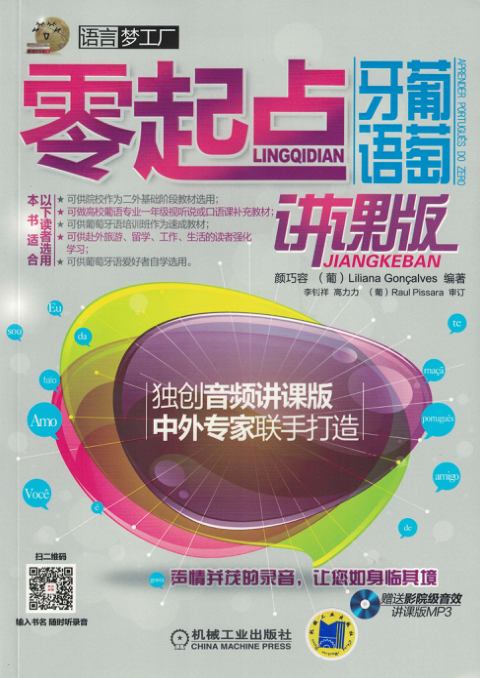 语言梦工厂
零起点
LINGQIDIAN
葡萄牙语
APRENDER PORTUGUÊS DO ZERO
讲课版
JIANGKEBAN
本书适合以下读者选用
★可供院校作为二外基础阶段教材选用；
★可做高校葡语专业一年级视听说或口语课补充教材；
★可供葡萄牙语培训班作为速成教材；
★可供赴外旅游、留学、工作、生活的读者强化
学习；
★可供葡萄牙语爱好者自学选用。
颜巧容 （葡）Liliana Gonçalves 编著
李钊祥 高力力 （葡）Raul Pissara 审订
Eu
sou
da
te
falo
maçã
Amo
português
Você
amigo
é
de
独创音频讲课版
中外专家联手打造
声情并茂的录音，让您如身临其境
扫二维码
输入书名 随时听录音
赠送影院级音效
讲课版MP3
机械工业出版社
CHINA MACHINE PRESS